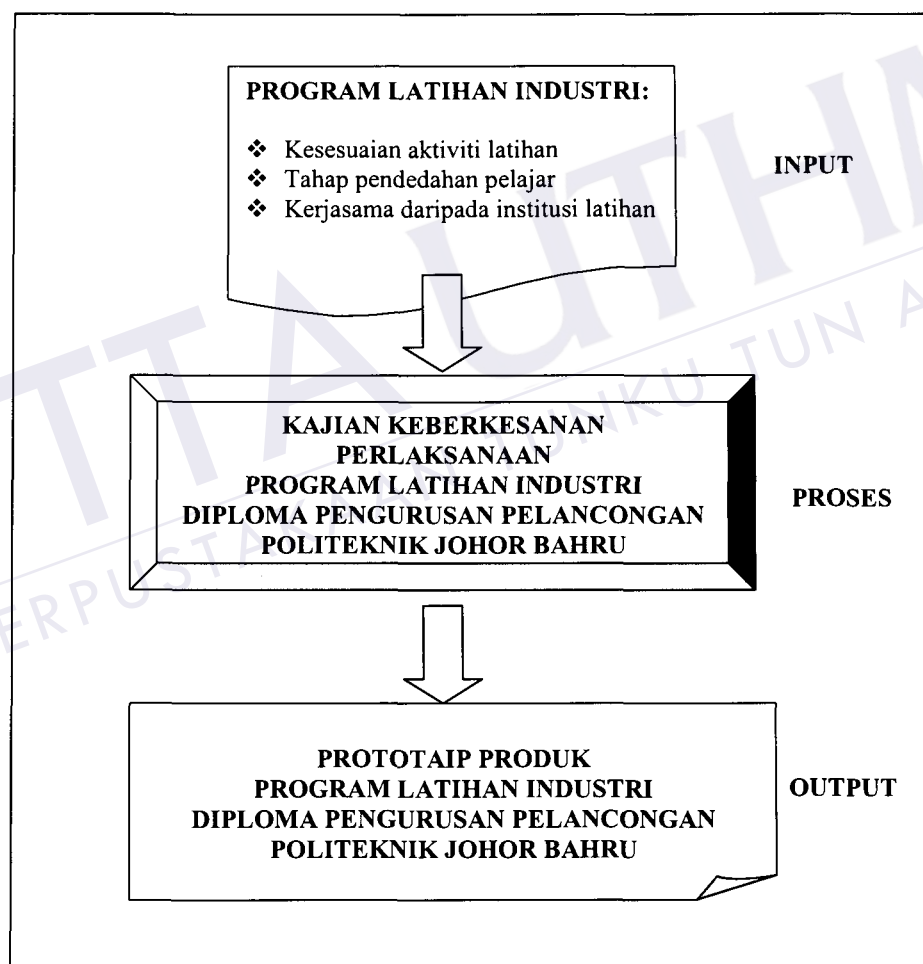 PROGRAM LATIHAN INDUSTRI:
❖ Kesesuaian aktiviti latihan
❖ Tahap pendedahan pelajar
❖ Kerjasama daripada institusi latihan
INPUT
KAJIAN KEBERKESANAN
PERLAKSANAAN
PROGRAM LATIHAN INDUSTRI
DIPLOMA PENGURUSAN PELANCONGAN
POLITEKNIK JOHOR BAHRU
PROSES
PROTOTAIP PRODUK
PROGRAM LATIHAN INDUSTRI
DIPLOMA PENGURUSAN PELANCONGAN
POLITEKNIK JOHOR BAHRU
OUTPUT